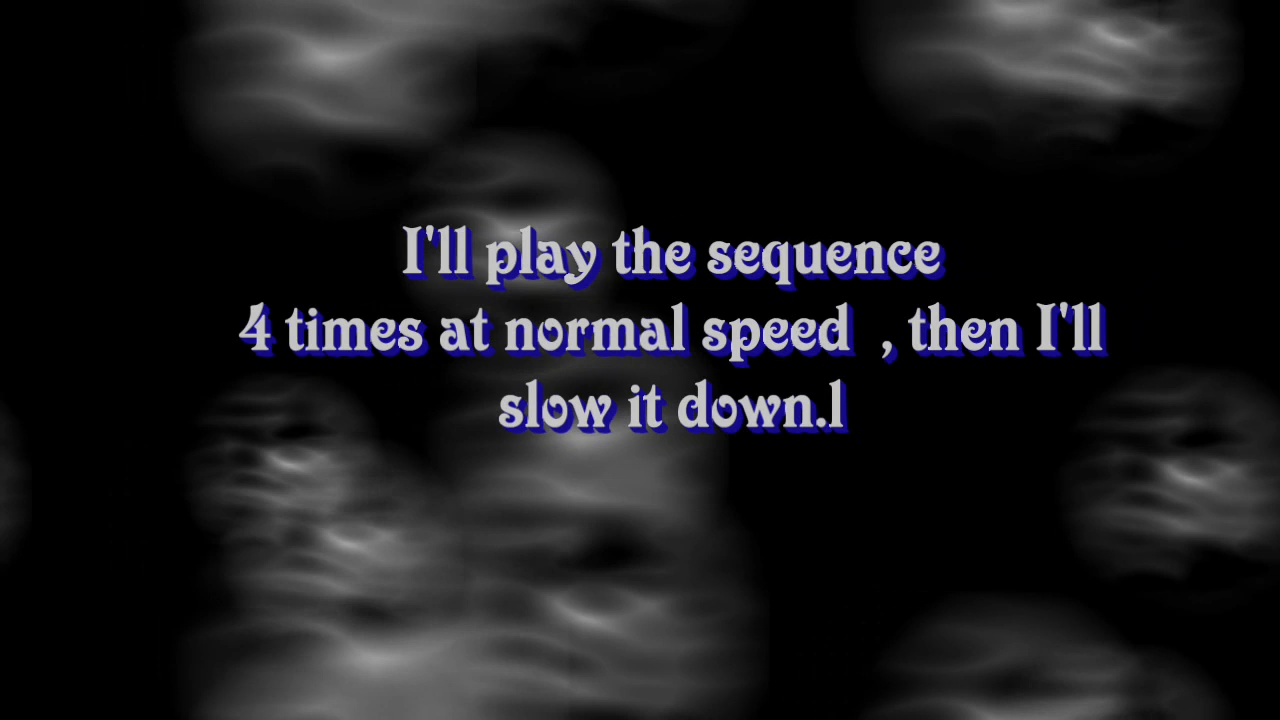 I'll play the sequence
4 times at normal speed , then I'll
slow it down.l